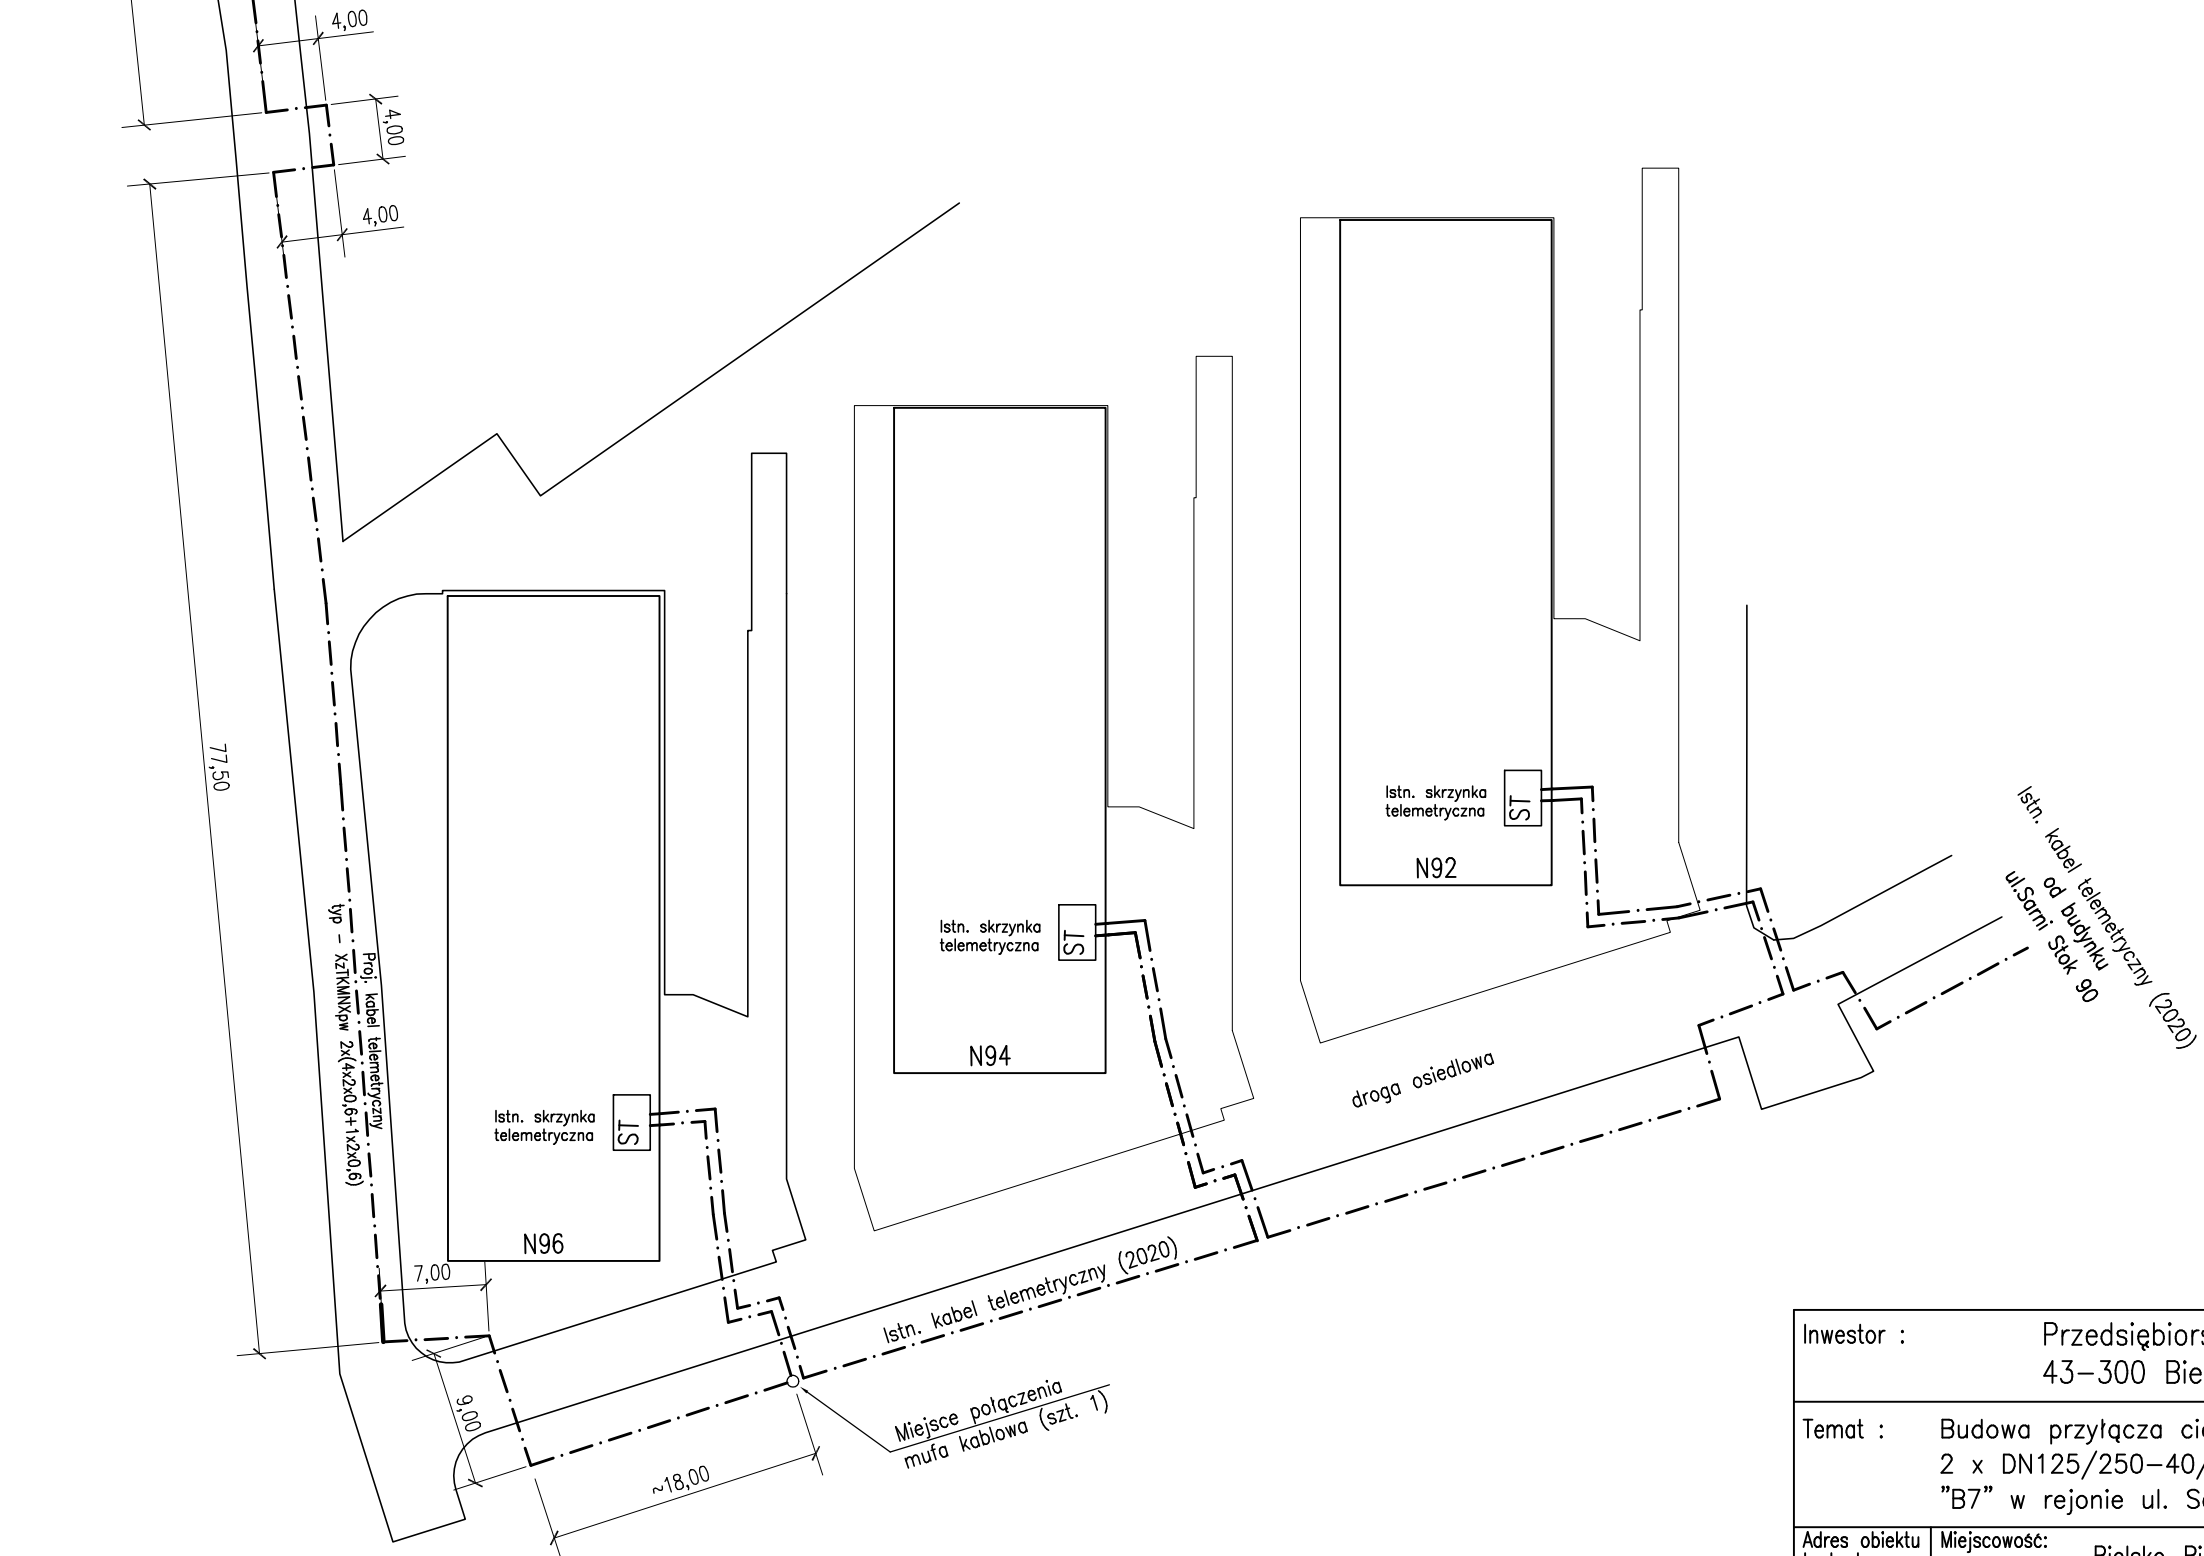 4,00
4,00
4,00
77,50
typ - XzTKMNXpw 2x(4x2x0,6+1x2x0,6)
Proj. kabel telemetryczny
Istn. skrzynka
telemetryczna
ST
N92
Istn. skrzynka
telemetryczna
ST
N94
Istn. skrzynka
telemetryczna
ST
N96
Istn. kabel telemetryczny (2020)
od budynku
ul.Sarni Stok 90
droga osiedlowa
Istn. kabel telemetryczny (2020)
7,00
9,00
~18,00
Miejsce połączenia
mufa kablowa (szt. 1)
Inwestor :
43-300
Temat : Budowa przyłącza
2 x DN125/250-40/
"B7" w rejonie ul.
Adres obiektu
Miejscowość:
Bielsko